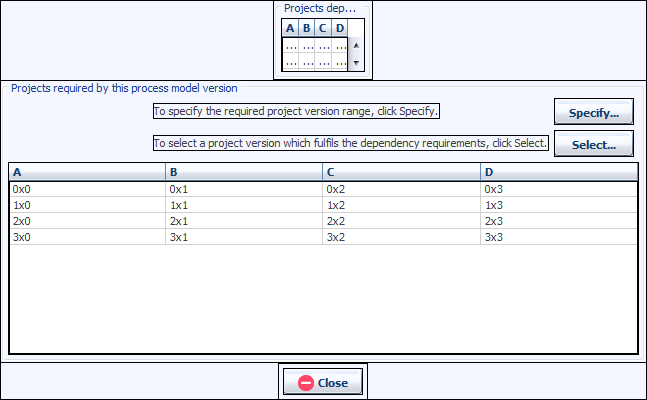 Projects dep...
A B C D
... ... ... ...
... ... ... ...
Projects required by this process model version
To specify the required project version range, click Specify.
Specify...
To select a project version which fulfils the dependency requirements, click Select.
Select...
A B C D
0x0 0x1 0x2 0x3
1x0 1x1 1x2 1x3
2x0 2x1 2x2 2x3
3x0 3x1 3x2 3x3
Close